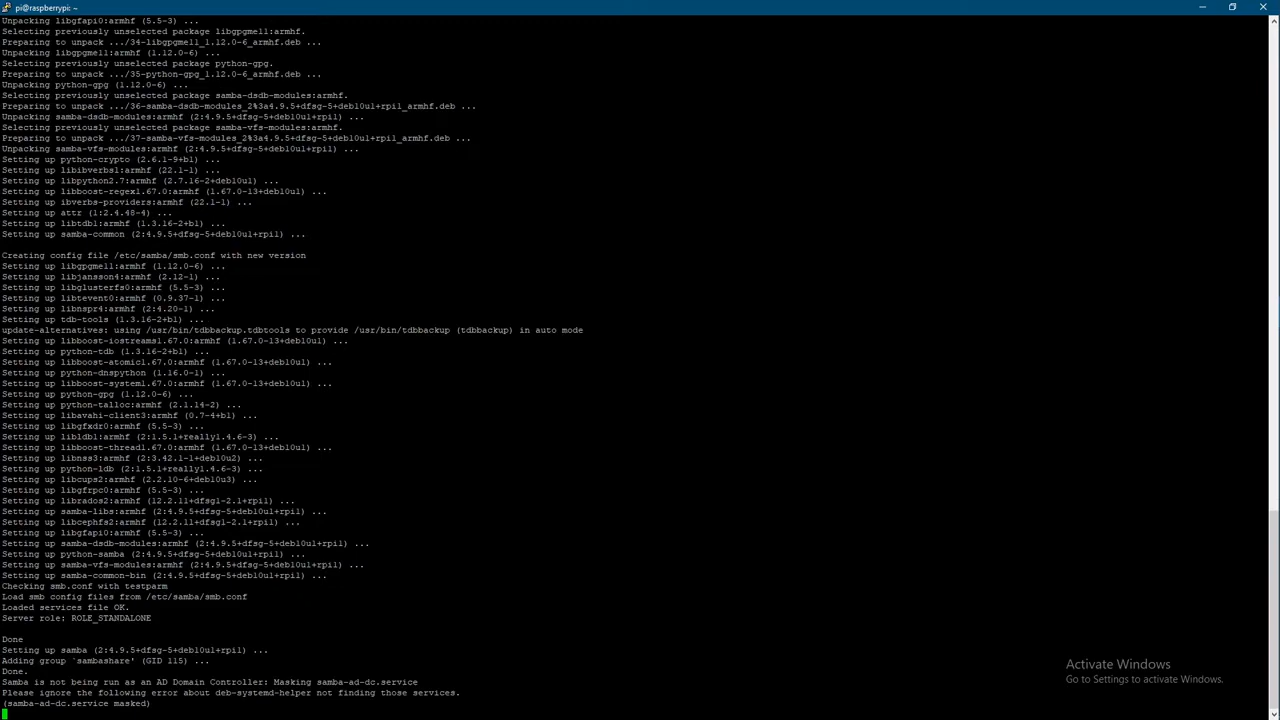 pi@raspberrypi: ~
Unpacking libgfapi0:armhf (5.5-3) ...
Selecting previously unselected package libgpgme11:armhf.
Preparing to unpack .../34-libgpgme11_1.12.0-6_armhf.deb ...
Unpacking libgpgme11:armhf (1.12.0-6) ...
Selecting previously unselected package python-gpg.
Preparing to unpack .../35-python-gpg_1.12.0-6_armhf.deb ...
Unpacking python-gpg (1.12.0-6) ...
Selecting previously unselected package samba-dsdb-modules:armhf.
Preparing to unpack .../36-samba-dsdb-modules_2%3a4.9.5+dfsg-5+deb10u1+rpi1_armhf.deb ...
Unpacking samba-dsdb-modules:armhf (2:4.9.5+dfsg-5+deb10u1+rpi1) ...
Selecting previously unselected package samba-vfs-modules:armhf.
Preparing to unpack .../37-samba-vfs-modules_2%3a4.9.5+dfsg-5+deb10u1+rpi1_armhf.deb ...
Unpacking samba-vfs-modules:armhf (2:4.9.5+dfsg-5+deb10u1+rpi1) ...
Setting up python-crypto (2.6.1-9+b1) ...
Setting up libibverbs1:armhf (22.1-1) ...
Setting up libpython2.7:armhf (2.7.16-2+deb10u1) ...
Setting up libboost-regex1.67.0:armhf (1.67.0-13+deb10u1) ...
Setting up ibverbs-providers:armhf (22.1-1) ...
Setting up attr (1:2.4.48-4) ...
Setting up libtdb1:armhf (1.3.16-2+b1) ...
Setting up samba-common (2:4.9.5+dfsg-5+deb10u1+rpi1) ...
Creating config file /etc/samba/smb.conf with new version
Setting up libgpgme11:armhf (1.12.0-6) ...
Setting up libjansson4:armhf (2.12-1) ...
Setting up libglusterfs0:armhf (5.5-3) ...
Setting up libtevent0:armhf (0.9.37-1) ...
Setting up libnspr4:armhf (2:4.20-1) ...
Setting up tdb-tools (1.3.16-2+b1) ...
update-alternatives: using /usr/bin/tdbbackup.tdbtools to provide /usr/bin/tdbbackup (tdbbackup) in auto mode
Setting up libboost-iostreams1.67.0:armhf (1.67.0-13+deb10u1) ...
Setting up python-tdb (1.3.16-2+b1) ...
Setting up libboost-atomic1.67.0:armhf (1.67.0-13+deb10u1) ...
Setting up python-dnspython (1.16.0-1) ...
Setting up libboost-system1.67.0:armhf (1.67.0-13+deb10u1) ...
Setting up python-gpg (1.12.0-6) ...
Setting up python-talloc:armhf (2.1.14-2) ...
Setting up libavahi-client3:armhf (0.7-4+b1) ...
Setting up libgfxdr0:armhf (5.5-3) ...
Setting up libldb1:armhf (2:1.5.1+really1.4.6-3) ...
Setting up libboost-thread1.67.0:armhf (1.67.0-13+deb10u1) ...
Setting up libnss3:armhf (2:3.42.1-1+deb10u2) ...
Setting up python-ldb (2:1.5.1+really1.4.6-3) ...
Setting up libcups2:armhf (2.2.10-6+deb10u3) ...
Setting up libgfrpc0:armhf (5.5-3) ...
Setting up librados2:armhf (12.2.11+dfsg1-2.1+rpi1) ...
Setting up samba-libs:armhf (2:4.9.5+dfsg-5+deb10u1+rpi1) ...
Setting up libcephfs2:armhf (12.2.11+dfsg1-2.1+rpi1) ...
Setting up libgfapi0:armhf (5.5-3) ...
Setting up samba-dsdb-modules:armhf (2:4.9.5+dfsg-5+deb10u1+rpi1) ...
Setting up python-samba (2:4.9.5+dfsg-5+deb10u1+rpi1) ...
Setting up samba-vfs-modules:armhf (2:4.9.5+dfsg-5+deb10u1+rpi1) ...
Setting up samba-common-bin (2:4.9.5+dfsg-5+deb10u1+rpi1) ...
Checking smb.conf with testparm
Load smb config files from /etc/samba/smb.conf
Loaded services file OK.
Server role: ROLE_STANDALONE
Done
Setting up samba (2:4.9.5+dfsg-5+deb10u1+rpi1) ...
Adding group `sambashare' (GID 115) ...
Done.
Samba is not being run as an AD Domain Controller: Masking samba-ad-dc.service
Please ignore the following error about deb-systemd-helper not finding those services.
(samba-ad-dc.service masked)
Activate Windows
Go to Settings to activate Windows.